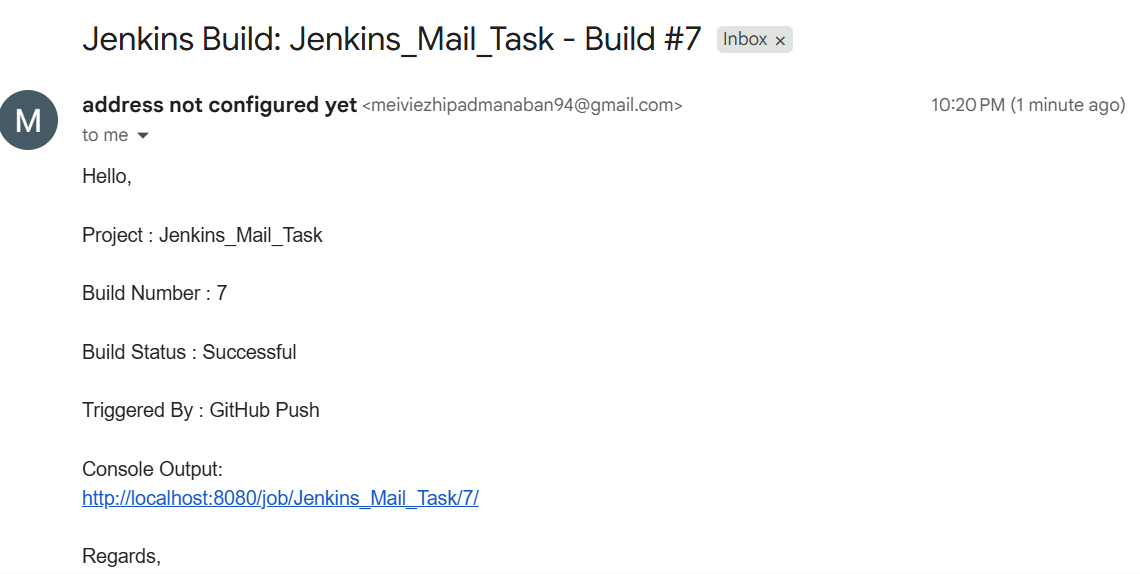 Jenkins Build: Jenkins_Mail_Task - Build #7 Inbox ×
M
address not configured yet <meiviezhipadmanaban94@gmail.com> 10:20 PM (1 minute ago)
to me
Hello,
Project : Jenkins_Mail_Task
Build Number : 7
Build Status : Successful
Triggered By : GitHub Push
Console Output:
http://localhost:8080/job/Jenkins_Mail_Task/7/
Regards,